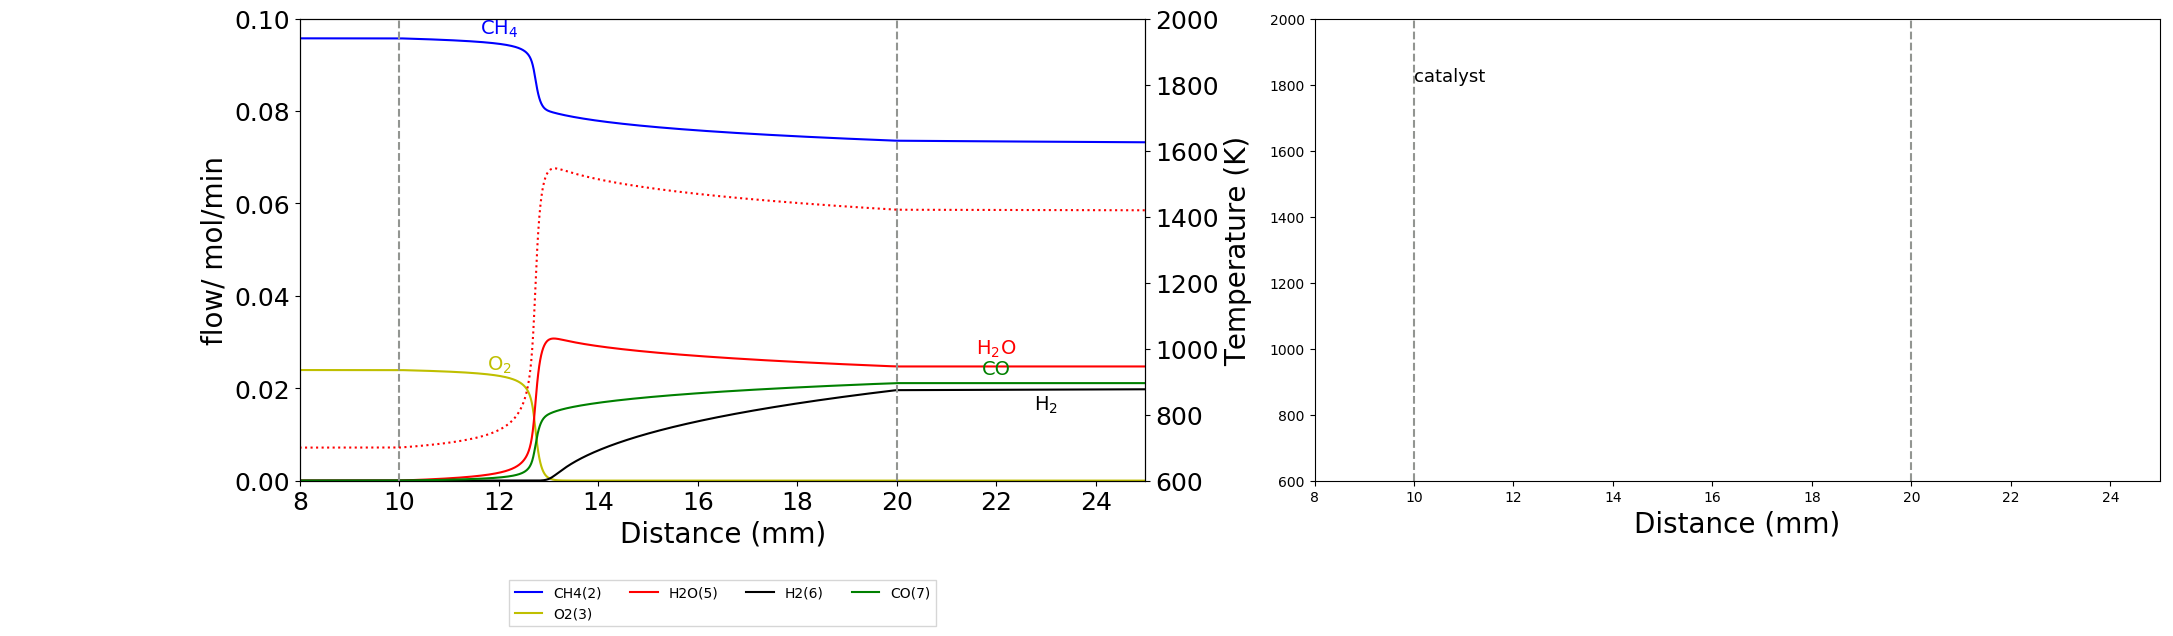 0.10
0.08
0.06
0.04
0.02
0.00
flow/ mol/min
8 10 12 14 16 18 20 22 24
Distance (mm)
CH₄
O₂
H₂O
CO
H₂
2000
1800
1600
1400
1200
1000
800
600
Temperature (K)
CH4(2) H2O(5) H2(6) CO(7)
O2(3)
2000
1800
1600
1400
1200
1000
800
600
catalyst
8 10 12 14 16 18 20 22 24
Distance (mm)